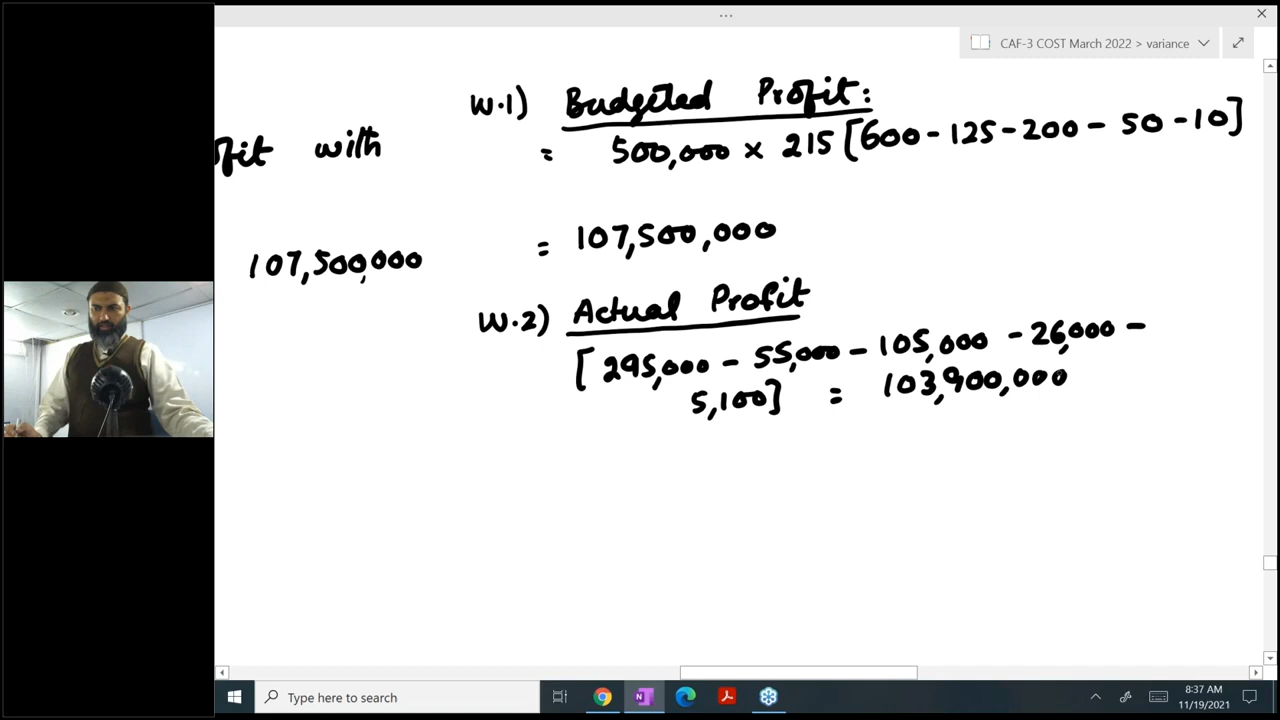 CAF-3 COST March 2022 > variance
W.1) Budgeted Profit:
ofit with
= 500,000 × 215 [600 - 125 - 200 - 50 - 10]
107,500,000
= 107,500,000
W.2) Actual Profit
[295,000 - 55,000 - 105,000 - 26,000 -
5,100] = 103,900,000
Type here to search
8:37 AM
11/19/2021